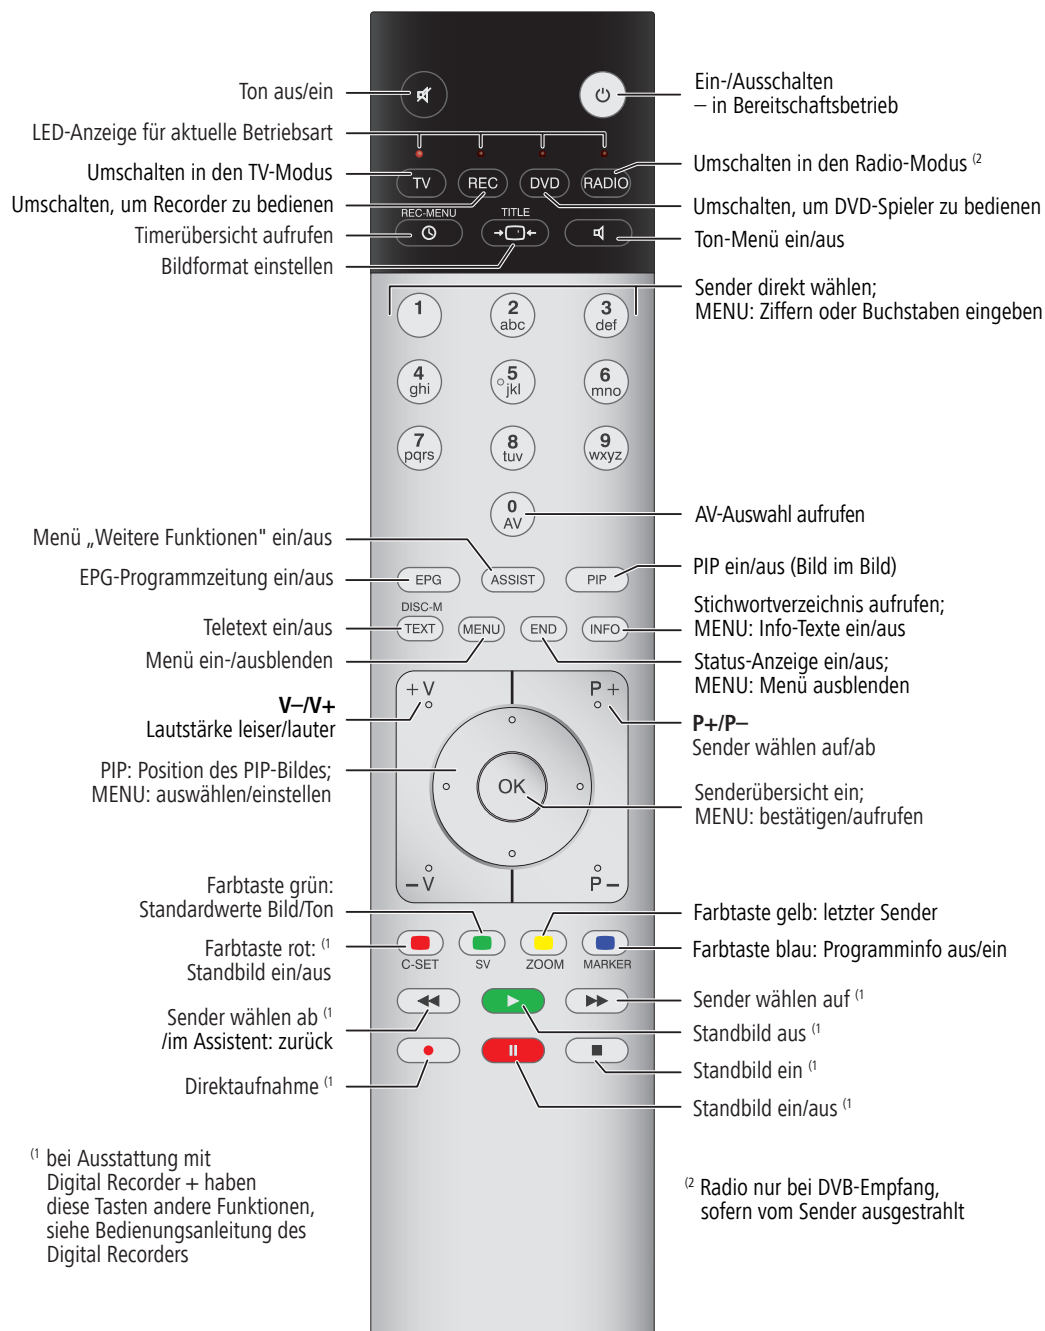 Ton aus/ein
Ein-/Ausschalten
– in Bereitschaftsbetrieb
LED-Anzeige für aktuelle Betriebsart
Umschalten in den TV-Modus
Umschalten in den Radio-Modus (2
TV
REC
DVD
RADIO
Umschalten, um Recorder zu bedienen
Umschalten, um DVD-Spieler zu bedienen
REC-MENU
TITLE
Timerübersicht aufrufen
Ton-Menü ein/aus
Bildformat einstellen
Sender direkt wählen;
MENU: Ziffern oder Buchstaben eingeben
1
2
abc
3
def
4
ghi
5
jkl
6
mno
7
pqrs
8
tuv
9
wxyz
0
AV
AV-Auswahl aufrufen
Menü „Weitere Funktionen" ein/aus
PIP ein/aus (Bild im Bild)
EPG-Programmzeitung ein/aus
EPG
ASSIST
PIP
DISC-M
Stichwortverzeichnis aufrufen;
MENU: Info-Texte ein/aus
Teletext ein/aus
TEXT
MENU
END
INFO
Menü ein-/ausblenden
Status-Anzeige ein/aus;
MENU: Menü ausblenden
+ V
P +
V–/V+
Lautstärke leiser/lauter
P+/P–
Sender wählen auf/ab
PIP: Position des PIP-Bildes;
MENU: auswählen/einstellen
OK
Senderübersicht ein;
MENU: bestätigen/aufrufen
– V
P –
Farbtaste grün:
Standardwerte Bild/Ton
Farbtaste gelb: letzter Sender
Farbtaste rot: (1
Standbild ein/aus
Farbtaste blau: Programminfo aus/ein
C-SET
SV
ZOOM
MARKER
Sender wählen ab (1
/im Assistent: zurück
Sender wählen auf (1
Standbild aus (1
Direktaufnahme (1
Standbild ein (1
Standbild ein/aus (1
(1 bei Ausstattung mit
Digital Recorder + haben
diese Tasten andere Funktionen,
siehe Bedienungsanleitung des
Digital Recorders
(2 Radio nur bei DVB-Empfang,
sofern vom Sender ausgestrahlt